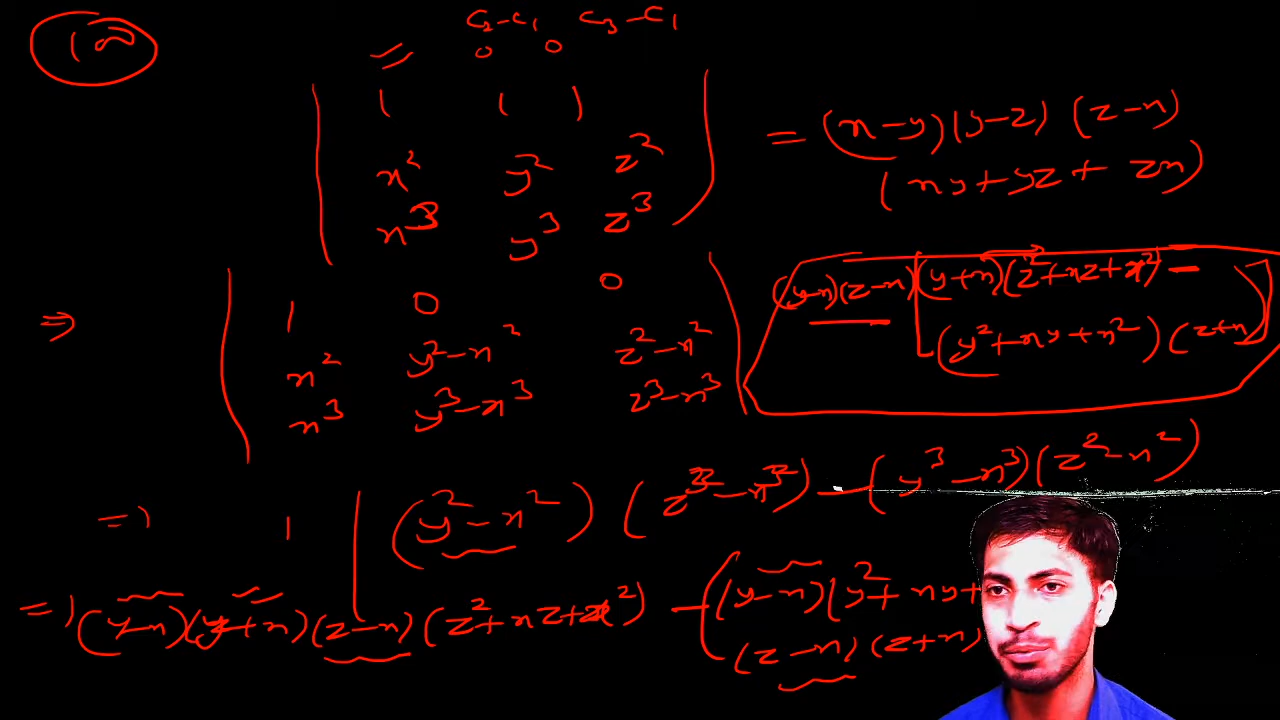 10
C₂-C₁ C₃-C₁
= 0 0
| 1 1 1 |
| x² y² z² | = (x-y)(y-z)(z-x)
| x³ y³ z³ | (xy+yz+zx)
⇒ | 1 0 0 |
| x² y²-x² z²-x² |
| x³ y³-x³ z³-x³ |
(y-x)(z-x)[(y+x)(z²+xz+x²)-
(y²+xy+x²)(z+x)]
⇒ 1 | (y²-x²)(z³-x³)-(y³-x³)(z²-x²)
⇒ (y-x)(y+x)(z-x)(z²+xz+x²) - [(y-x)(y²+xy+
(z-x)(z+x)